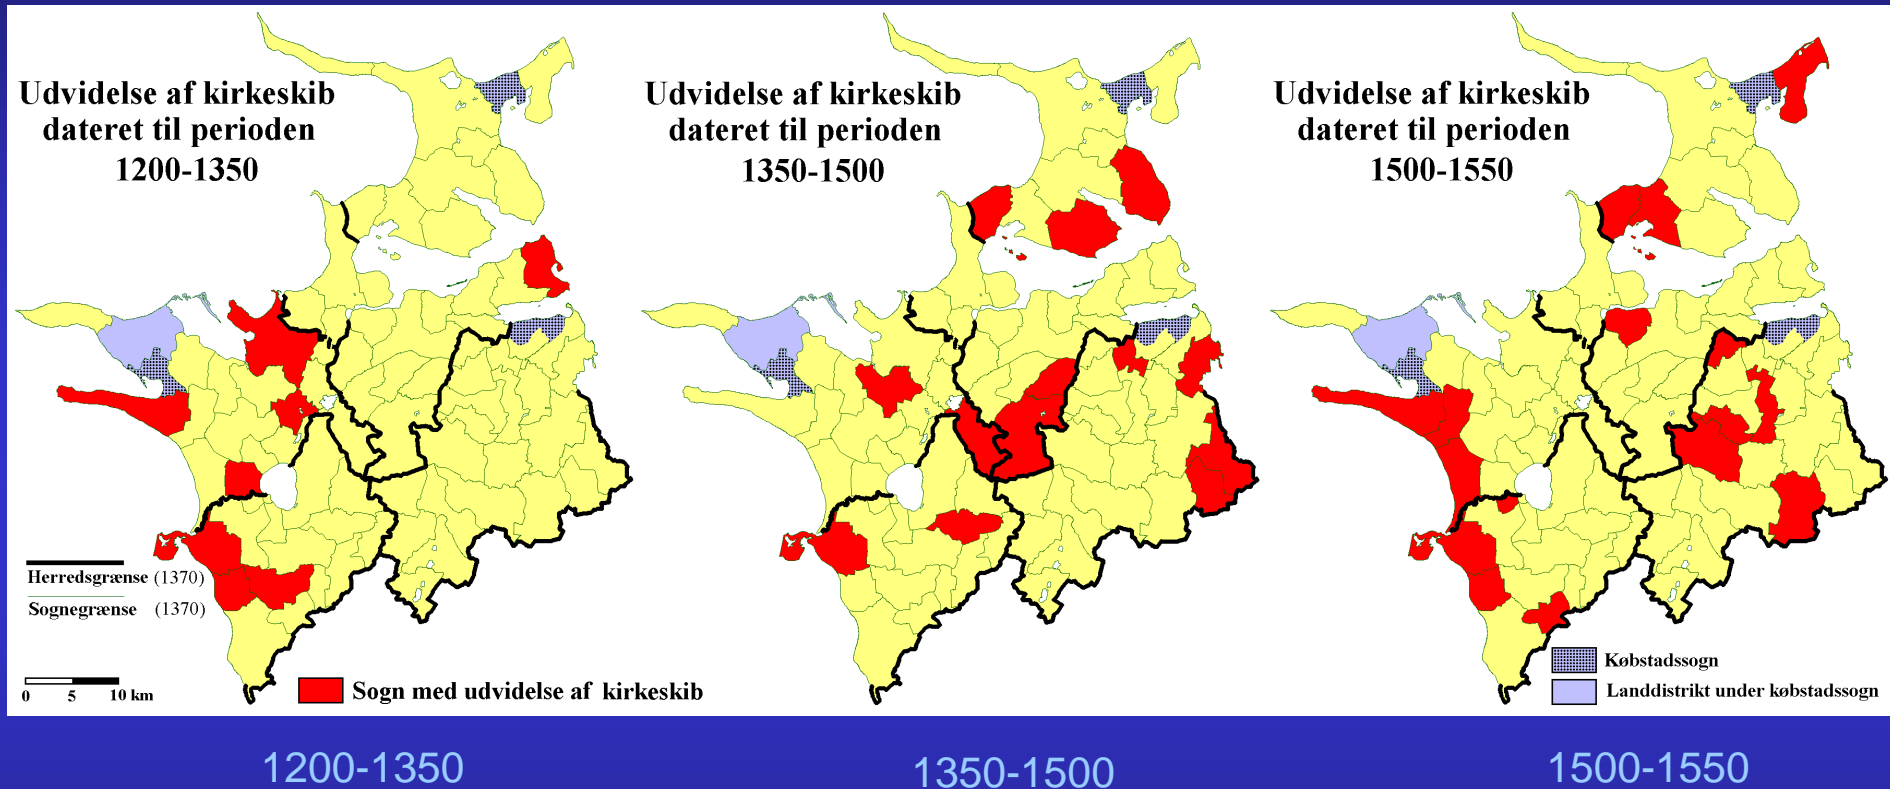 Udvidelse af kirkeskib
dateret til perioden
1200-1350
Udvidelse af kirkeskib
dateret til perioden
1350-1500
Udvidelse af kirkeskib
dateret til perioden
1500-1550
Herredsgrænse (1370)
Sognegrænse (1370)
0 5 10 km
Sogn med udvidelse af kirkeskib
Købstadssogn
Landdistrikt under købstadssogn
1200-1350
1350-1500
1500-1550